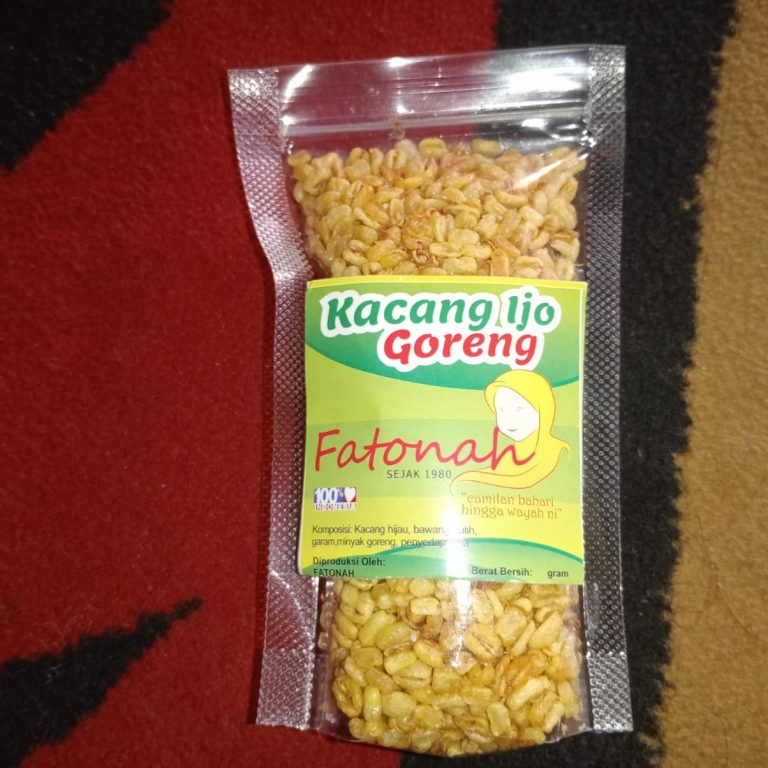 Kacang Ijo
Goreng
Fatonah
SEJAK 1980
100%
INDONESIA
"camilan bahari
hingga wayah ni"
Komposisi: Kacang hijau, bawang putih,
garam,minyak goreng, penyedap
Diproduksi Oleh:
FATONAH
Berat Bersih: gram